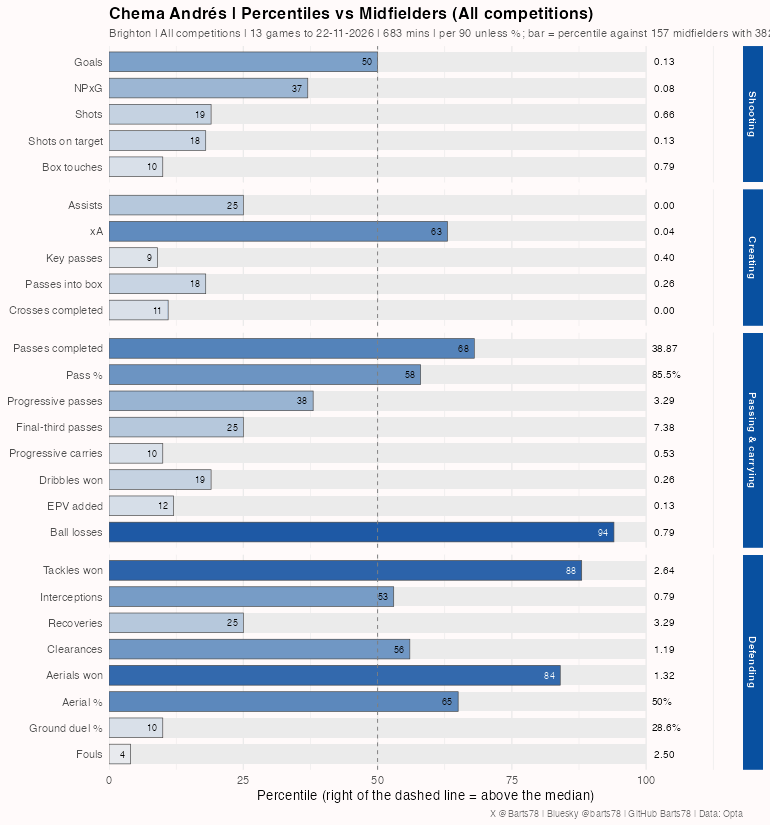 Chema Andrés | Percentiles vs Midfielders (All competitions)
Brighton | All competitions | 13 games to 22-11-2026 | 683 mins | per 90 unless %; bar = percentile against 157 midfielders with 382
Goals 50 0.13
NPxG 37 0.08
Shots 19 0.66
Shots on target 18 0.13
Box touches 10 0.79
Shooting
Assists 25 0.00
xA 63 0.04
Key passes 9 0.40
Passes into box 18 0.26
Crosses completed 11 0.00
Creating
Passes completed 68 38.87
Pass % 58 85.5%
Progressive passes 38 3.29
Final-third passes 25 7.38
Progressive carries 10 0.53
Dribbles won 19 0.26
EPV added 12 0.13
Ball losses 94 0.79
Passing & carrying
Tackles won 88 2.64
Interceptions 53 0.79
Recoveries 25 3.29
Clearances 56 1.19
Aerials won 84 1.32
Aerial % 65 50%
Ground duel % 10 28.6%
Fouls 4 2.50
Defending
0 25 50 75 100
Percentile (right of the dashed line = above the median)
X @Barts78 | Bluesky @barts78 | GitHub Barts78 | Data: Opta